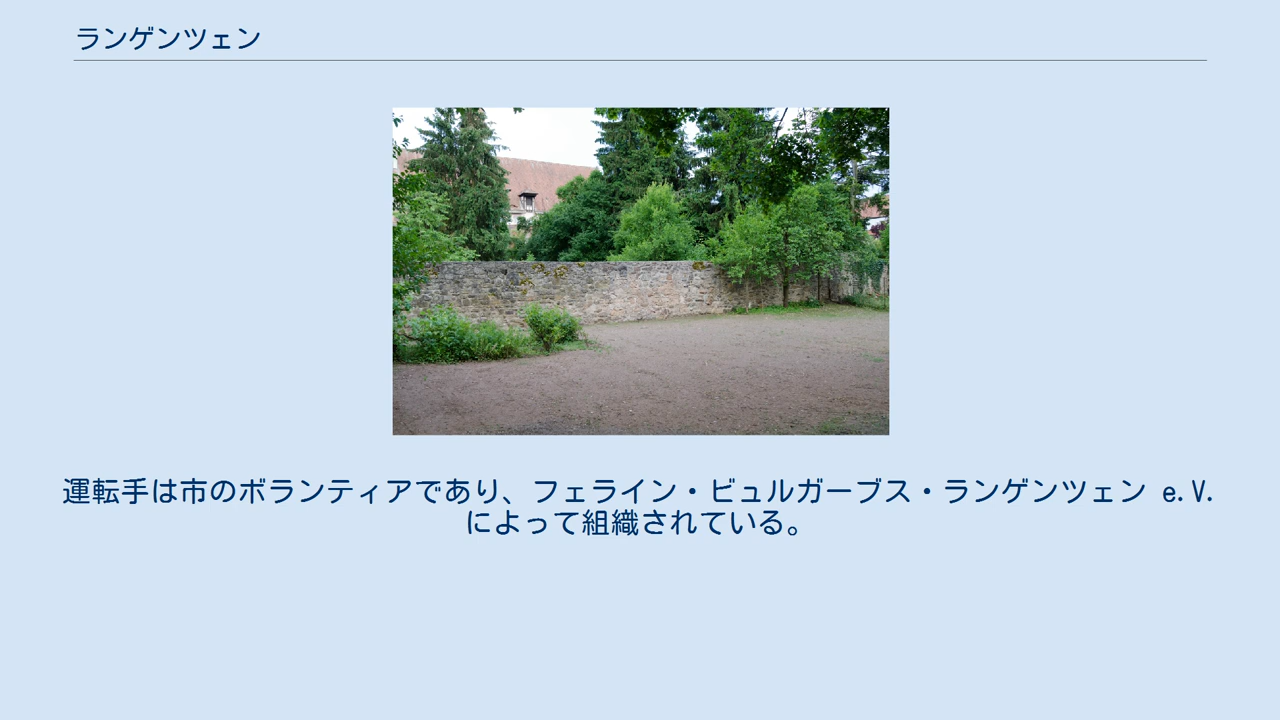 ランゲンツェン
運転手は市のボランティアであり、フェライン・ビュルガーブス・ランゲンツェン e.V.
によって組織されている。